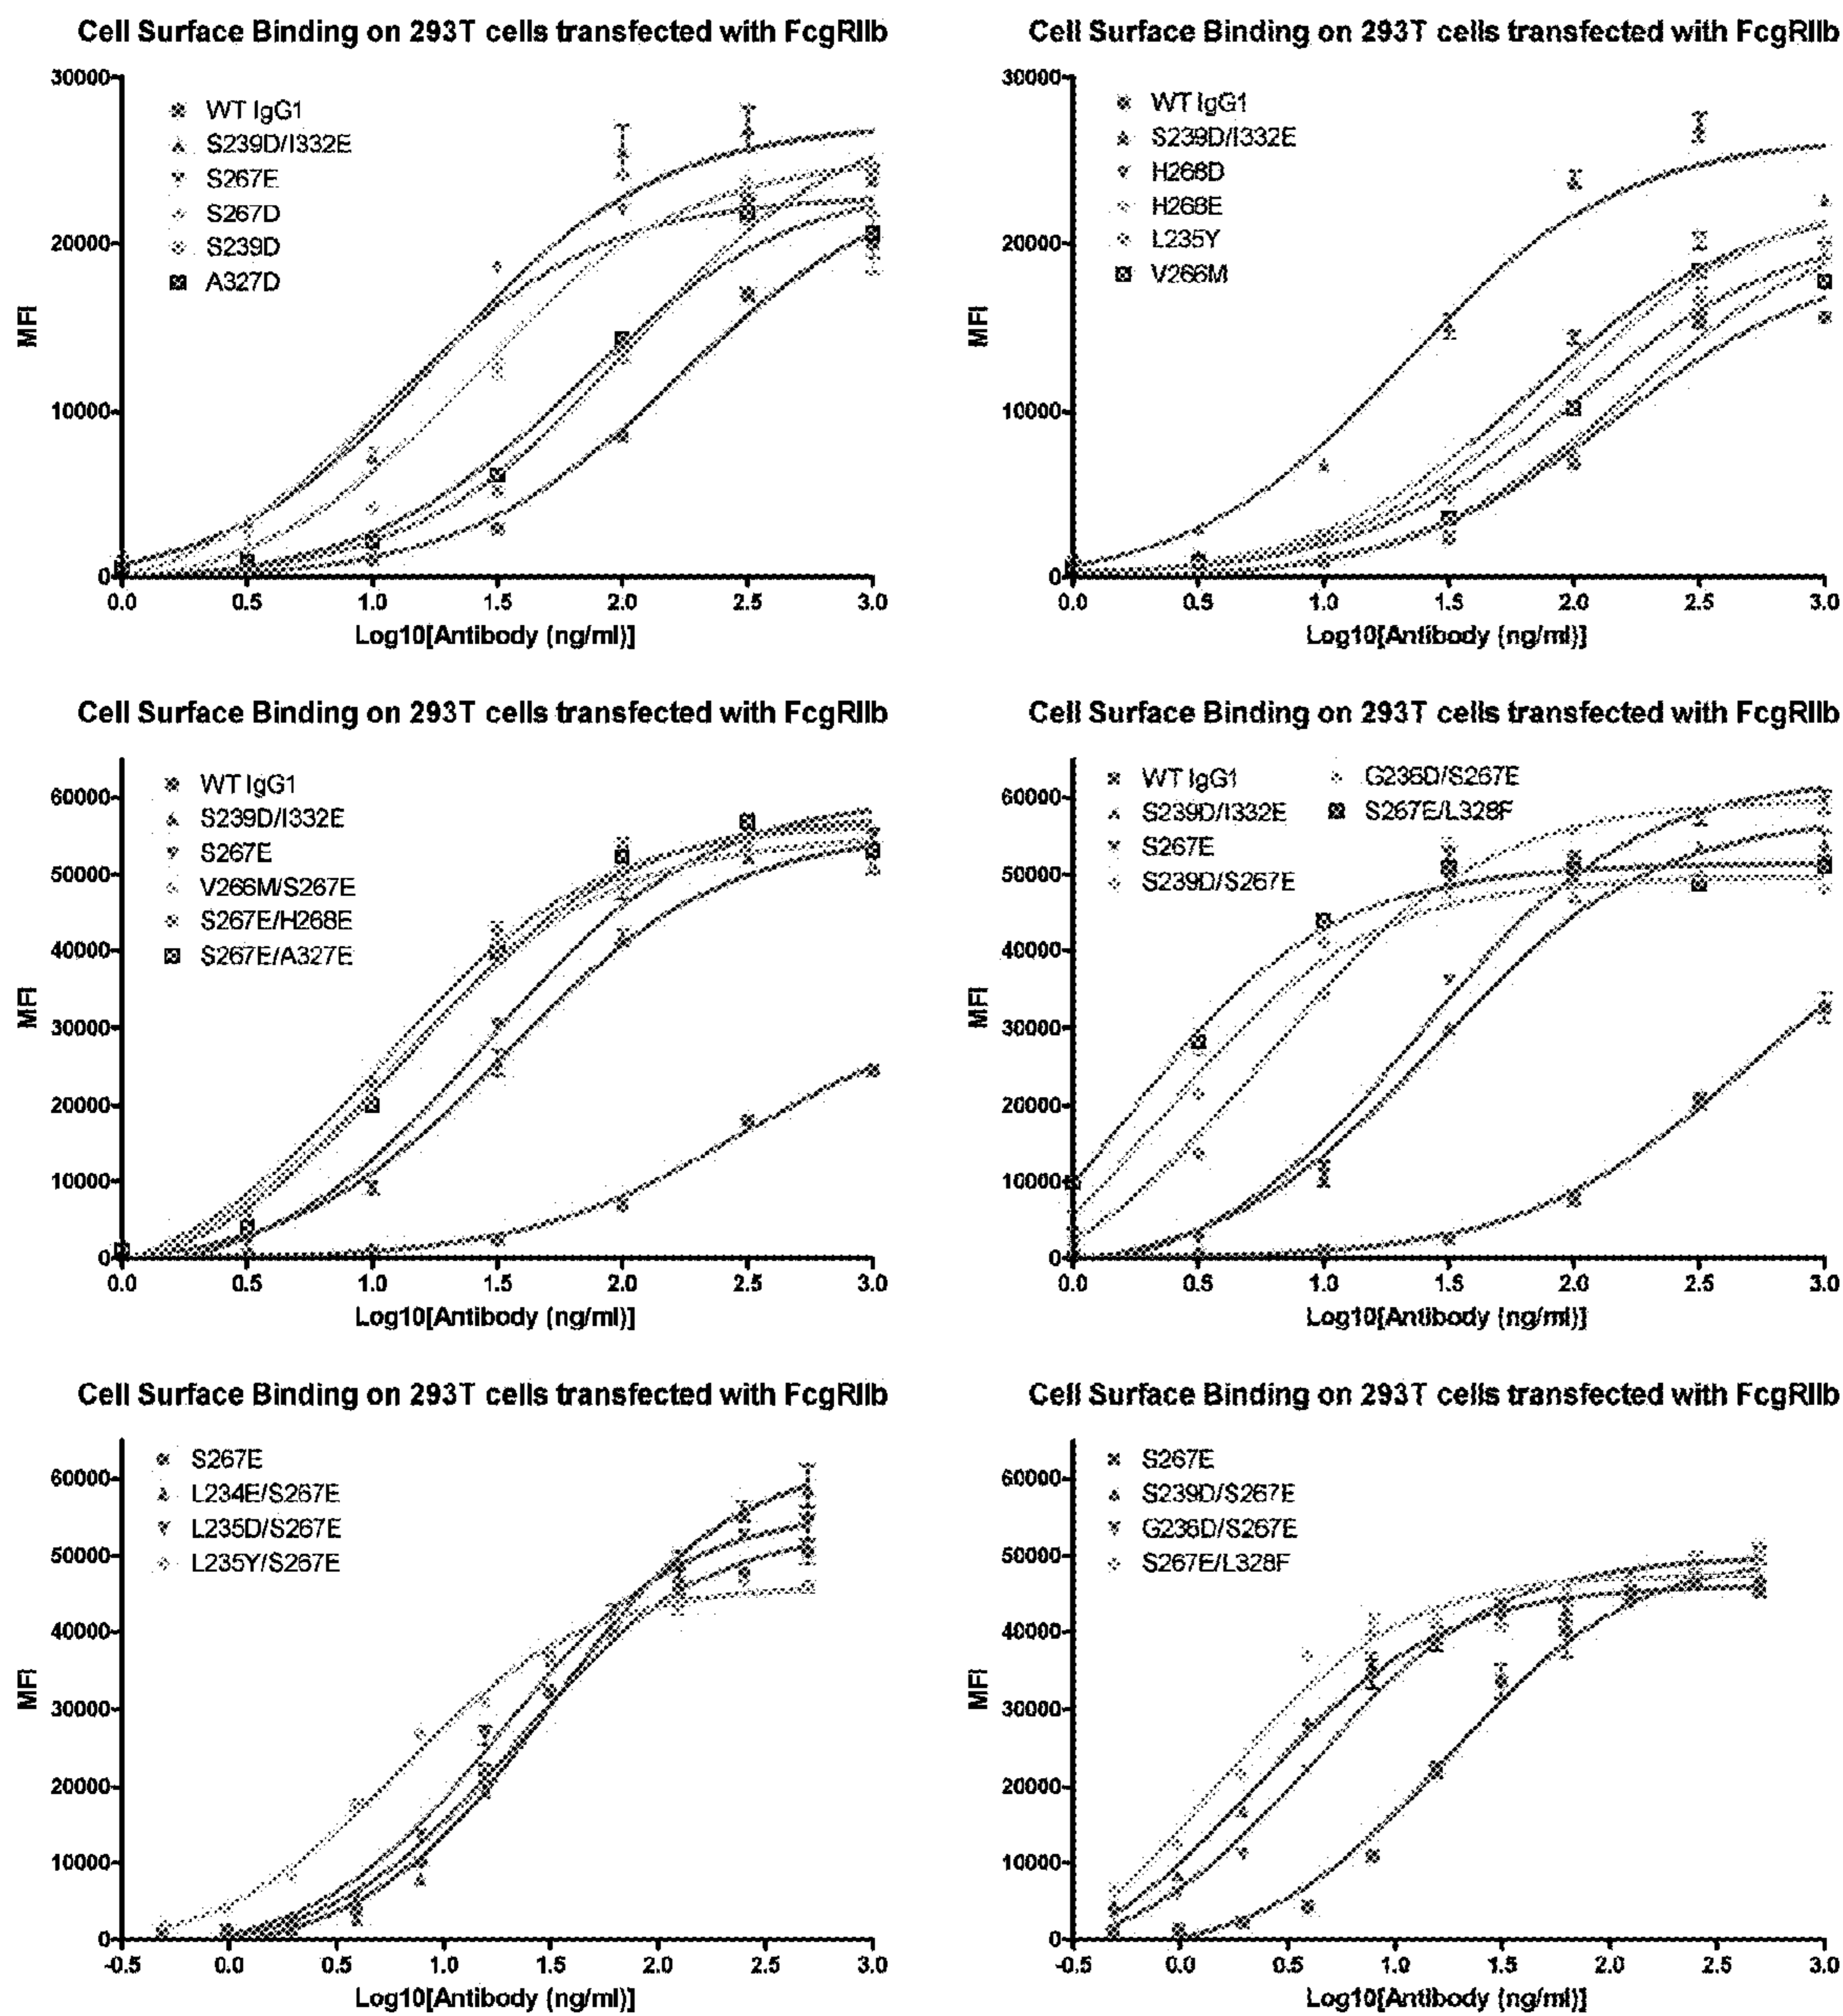 Cell Surface Binding on 293T cells transfected with FcgRIIb
30000
20000
10000
0
MFI
WT IgG1
S239D/I332E
S267E
S267D
S239D
A327D
0.0 0.5 1.0 1.5 2.0 2.5 3.0
Log10[Antibody (ng/ml)]
Cell Surface Binding on 293T cells transfected with FcgRIIb
30000
20000
10000
0
MFI
WT IgG1
S239D/I332E
H268D
H268E
L235Y
V266M
0.0 0.5 1.0 1.5 2.0 2.5 3.0
Log10[Antibody (ng/ml)]
Cell Surface Binding on 293T cells transfected with FcgRIIb
60000
50000
40000
30000
20000
10000
0
MFI
WT IgG1
S239D/I332E
S267E
V266M/S267E
S267E/H268E
S267E/A327E
0.0 0.5 1.0 1.5 2.0 2.5 3.0
Log10[Antibody (ng/ml)]
Cell Surface Binding on 293T cells transfected with FcgRIIb
60000
50000
40000
30000
20000
10000
0
MFI
WT IgG1 G236D/S267E
S239D/I332E S267E/L328F
S267E
S239D/S267E
0.0 0.5 1.0 1.5 2.0 2.5 3.0
Log10[Antibody (ng/ml)]
Cell Surface Binding on 293T cells transfected with FcgRIIb
60000
50000
40000
30000
20000
10000
0
MFI
S267E
L234E/S267E
L235D/S267E
L235Y/S267E
-0.5 0.0 0.5 1.0 1.5 2.0 2.5 3.0
Log10[Antibody (ng/ml)]
Cell Surface Binding on 293T cells transfected with FcgRIIb
60000
50000
40000
30000
20000
10000
0
MFI
S267E
S239D/S267E
G236D/S267E
S267E/L328F
-0.5 0.0 0.5 1.0 1.5 2.0 2.5 3.0
Log10[Antibody (ng/ml)]